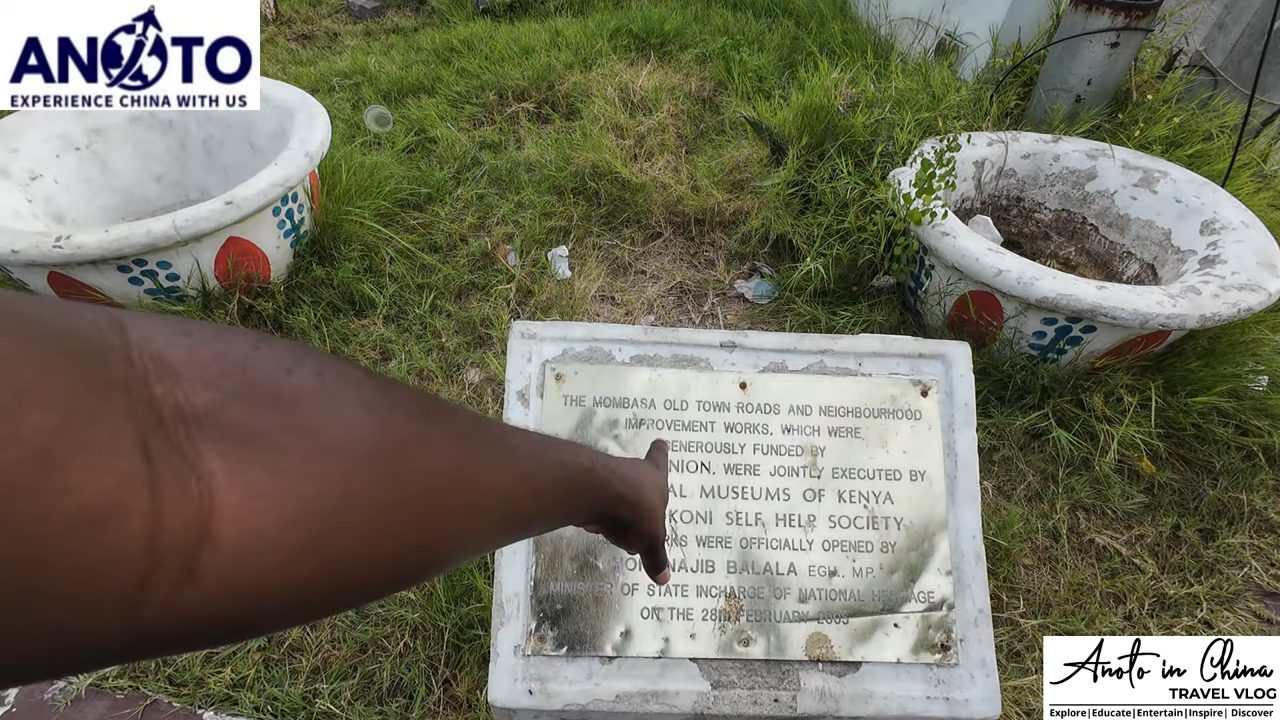 ANOTO
EXPERIENCE CHINA WITH US
THE MOMBASA OLD TOWN ROADS AND NEIGHBOURHOOD
IMPROVEMENT WORKS, WHICH WERE
GENEROUSLY FUNDED BY
NION, WERE JOINTLY EXECUTED BY
AL MUSEUMS OF KENYA
KONI SELF HELP SOCIETY
RKS WERE OFFICIALLY OPENED BY
HON NAJIB BALALA EGH., MP.
MINISTER OF STATE INCHARGE OF NATIONAL HERITAGE
ON THE 28th FEBRUARY
Anoto in China
TRAVEL VLOG
Explore|Educate|Entertain|Inspire| Discover